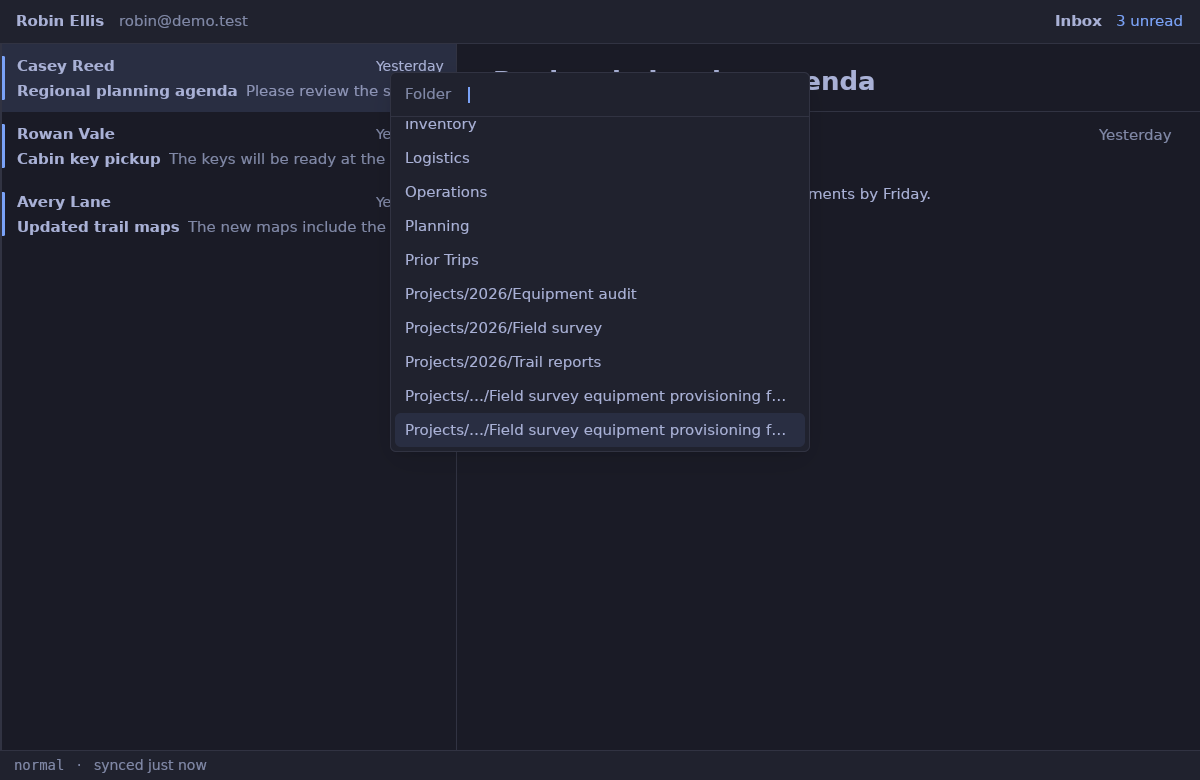 Robin Ellis robin@demo.test
Inbox 3 unread
Casey Reed Yesterday
Regional planning agenda Please review the s
Rowan Vale Ye
Cabin key pickup The keys will be ready at the
Avery Lane Ye
Updated trail maps The new maps include the
Folder
Inventory
Logistics
Operations
Planning
Prior Trips
Projects/2026/Equipment audit
Projects/2026/Field survey
Projects/2026/Trail reports
Projects/…/Field survey equipment provisioning f…
Projects/…/Field survey equipment provisioning f…
enda
Yesterday
ments by Friday.
normal · synced just now